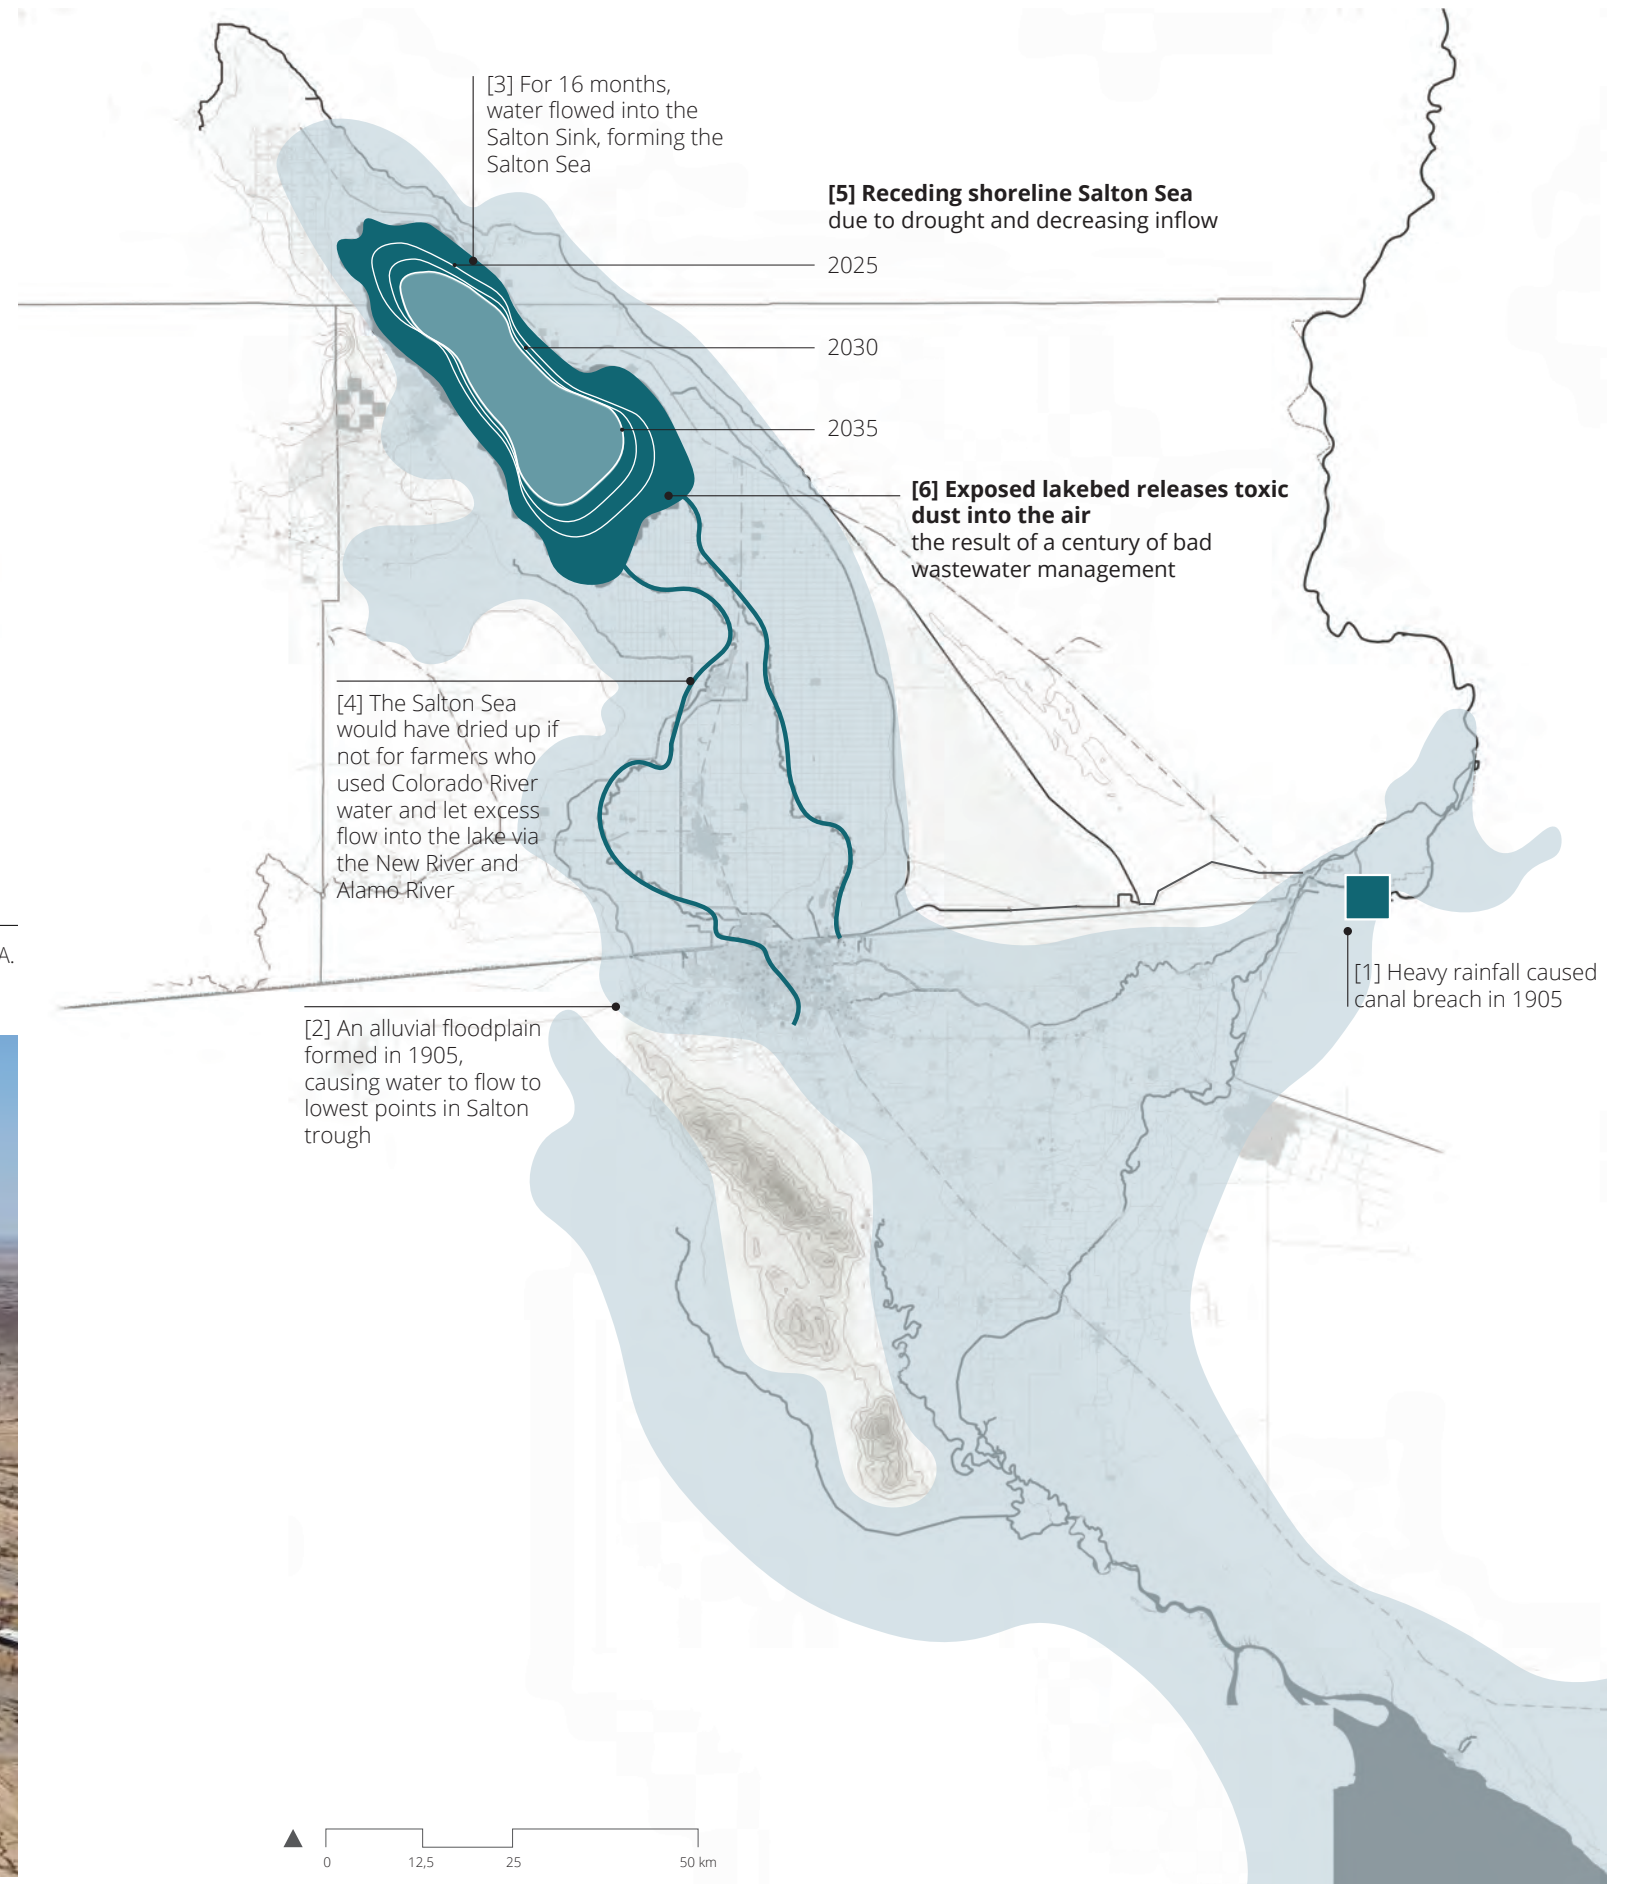 [3] For 16 months,
water flowed into the
Salton Sink, forming the
Salton Sea
[5] Receding shoreline Salton Sea
due to drought and decreasing inflow
2025
2030
2035
[6] Exposed lakebed releases toxic
dust into the air
the result of a century of bad
wastewater management
[4] The Salton Sea
would have dried up if
not for farmers who
used Colorado River
water and let excess
flow into the lake via
the New River and
Alamo River
A.
[1] Heavy rainfall caused
canal breach in 1905
[2] An alluvial floodplain
formed in 1905,
causing water to flow to
lowest points in Salton
trough
0 12,5 25 50 km